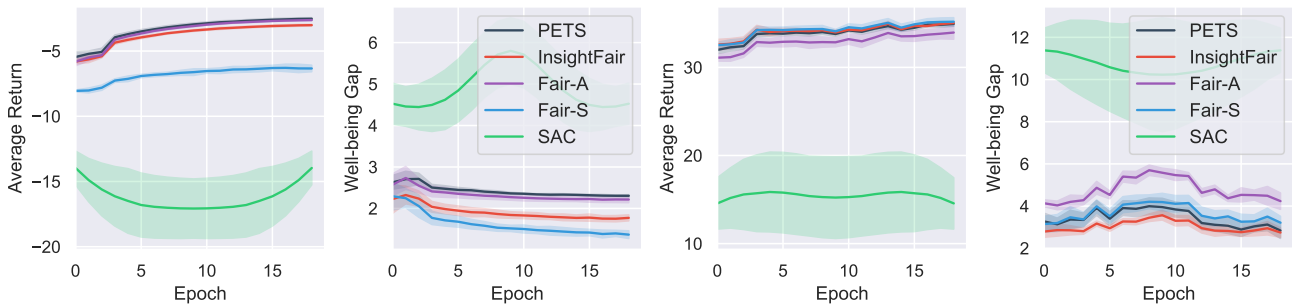 Average Return
−5
−10
−15
−20
0
5
10
15
Epoch
Well-being Gap
6
5
4
3
2
0
5
10
15
Epoch
PETS
InsightFair
Fair-A
Fair-S
SAC
Average Return
30
20
10
0
5
10
15
Epoch
Well-being Gap
12
10
8
6
4
2
0
5
10
15
Epoch
PETS
InsightFair
Fair-A
Fair-S
SAC